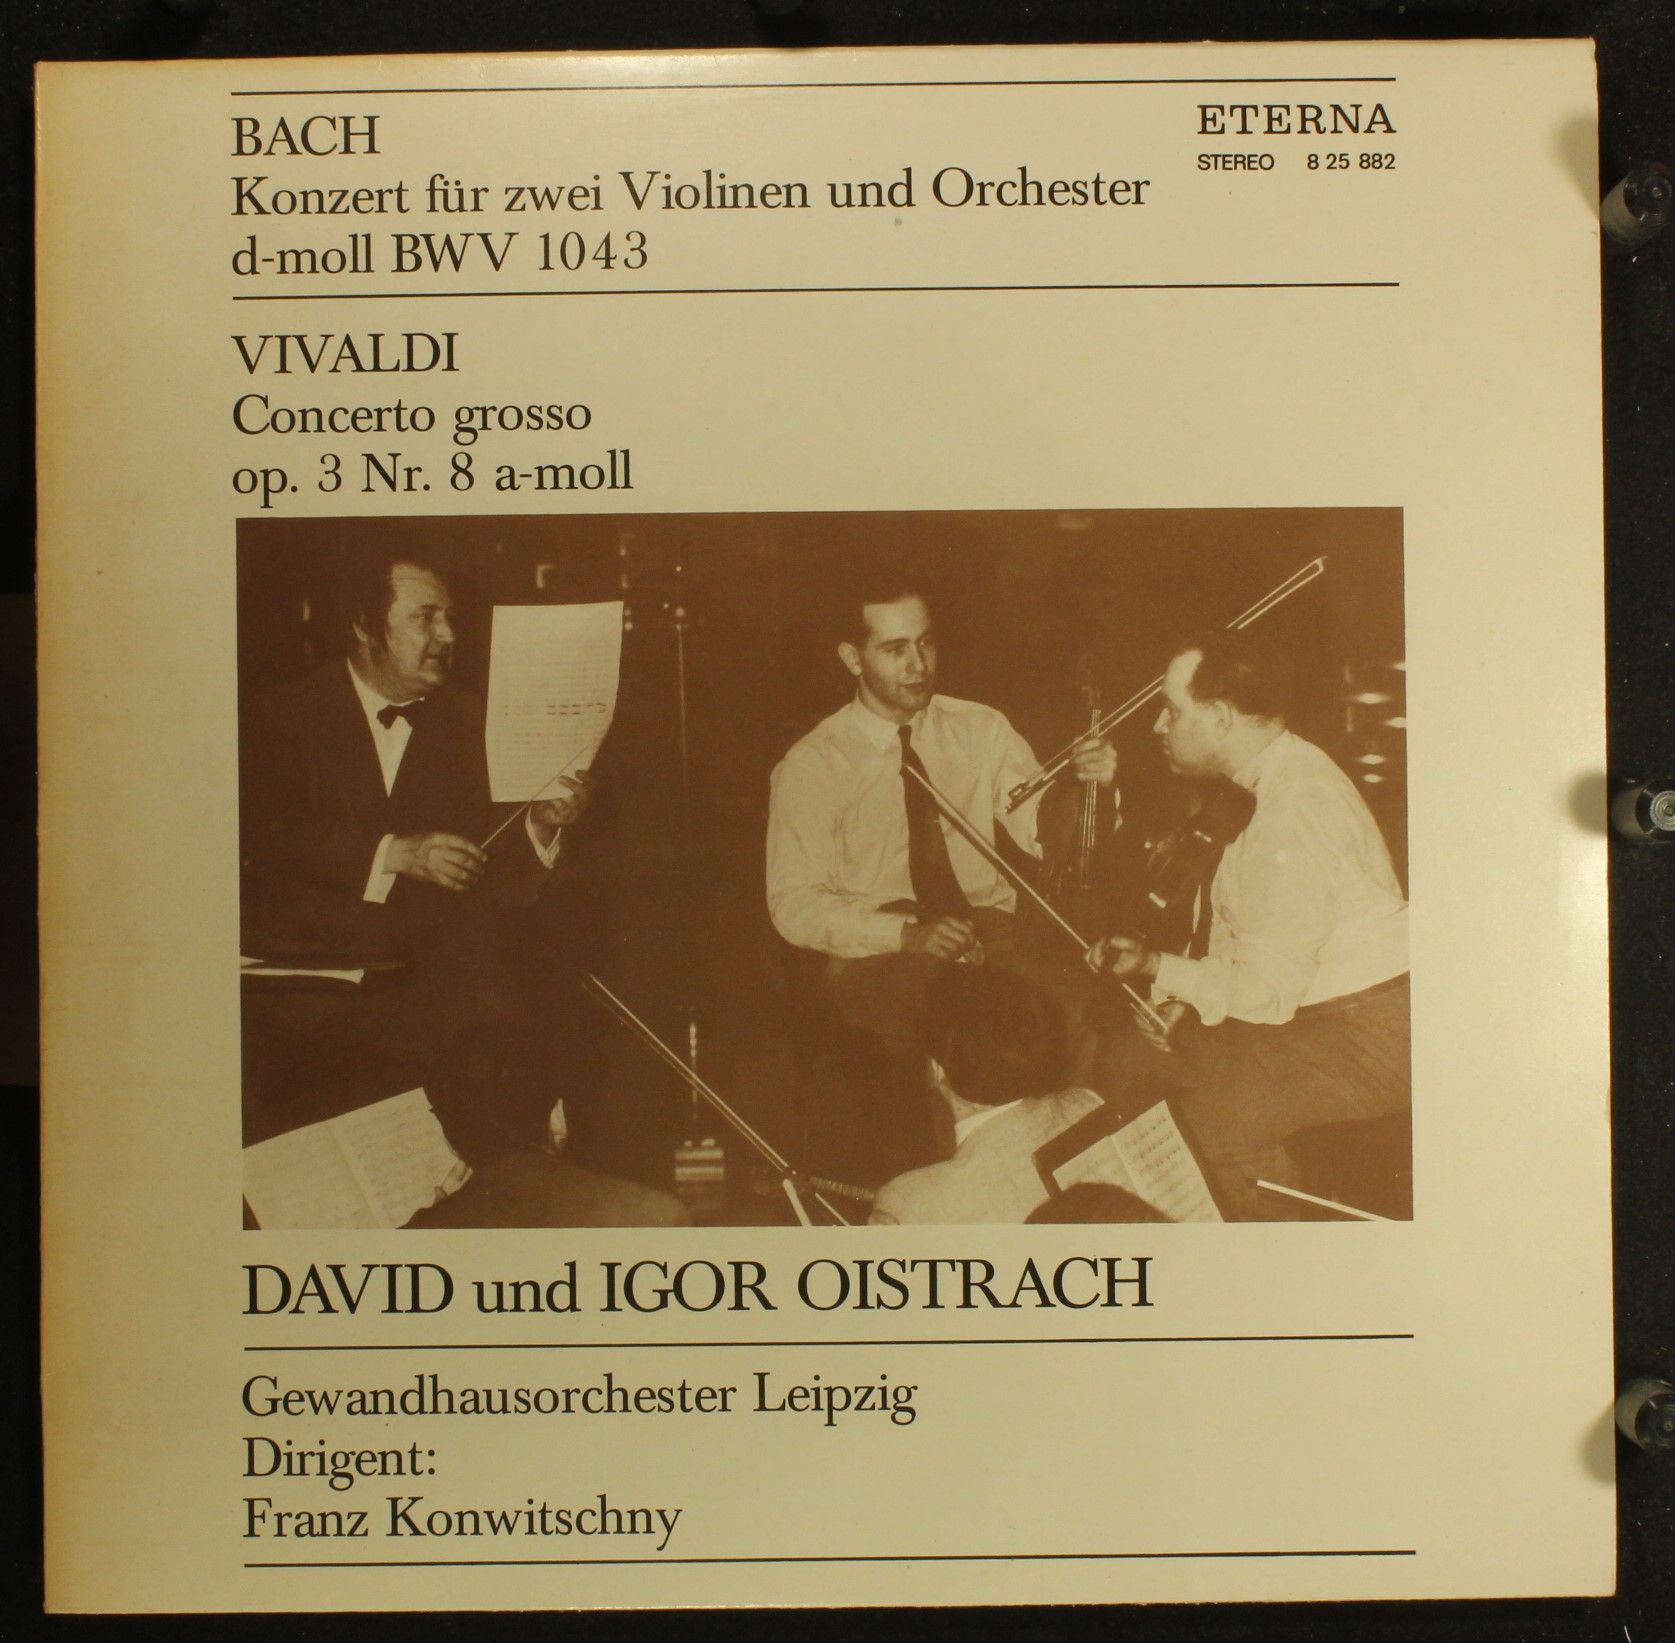 BACH
Konzert für zwei Violinen und Orchester
d-moll BWV 1043
ETERNA
STEREO 8 25 882
VIVALDI
Concerto grosso
op. 3 Nr. 8 a-moll
DAVID und IGOR OISTRACH
Gewandhausorchester Leipzig
Dirigent:
Franz Konwitschny